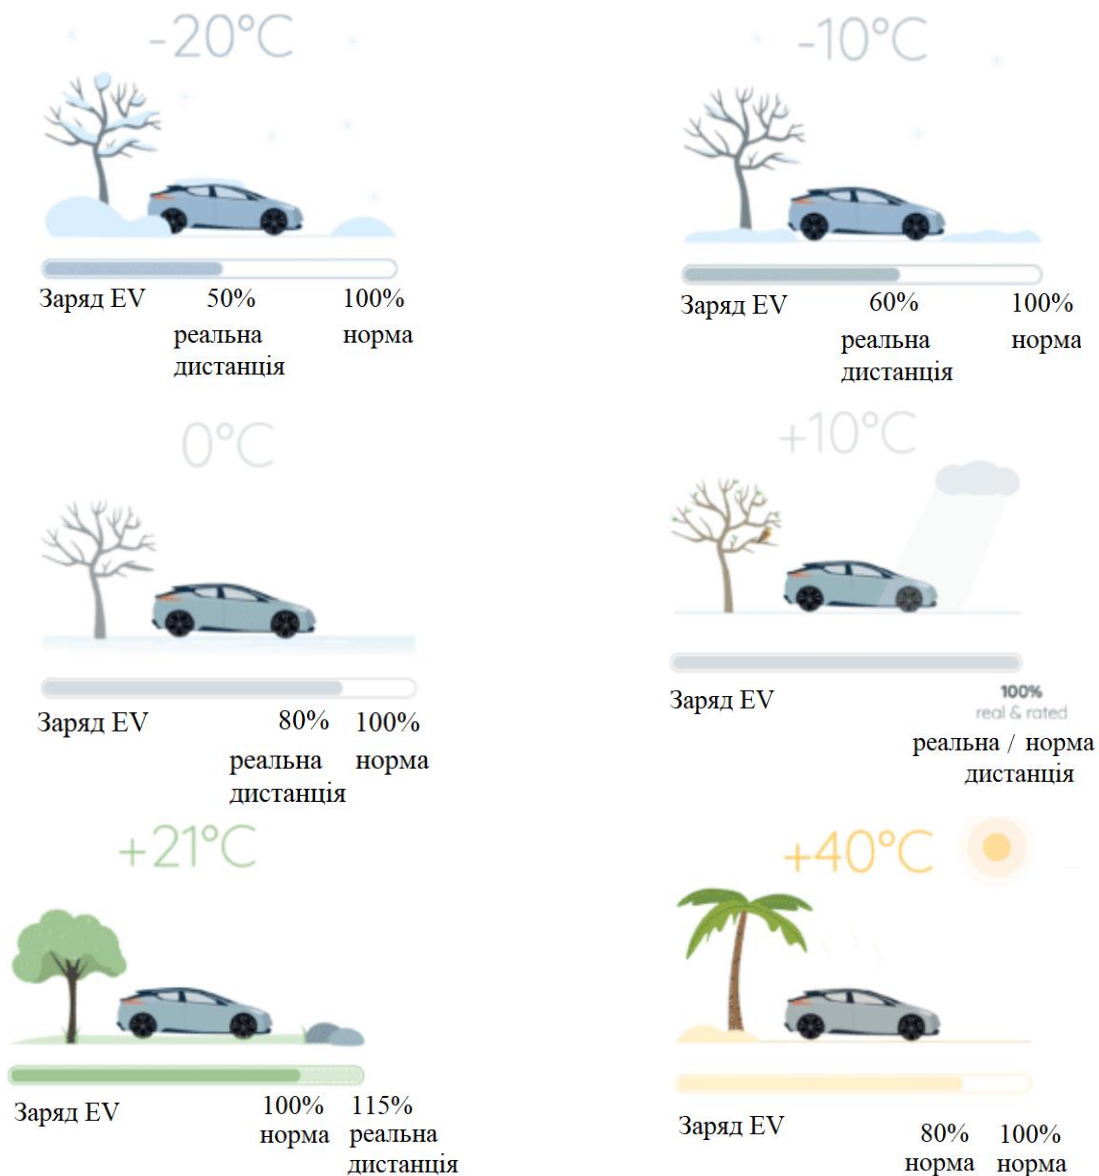 -20°C
Заряд EV 50% 100%
реальна норма
дистанція
-10°C
Заряд EV 60% 100%
реальна норма
дистанція
0°C
Заряд EV 80% 100%
реальна норма
дистанція
+10°C
Заряд EV 100%
real & rated
реальна / норма
дистанція
+21°C
Заряд EV 100% 115%
норма реальна
дистанція
+40°C
Заряд EV 80% 100%
норма норма